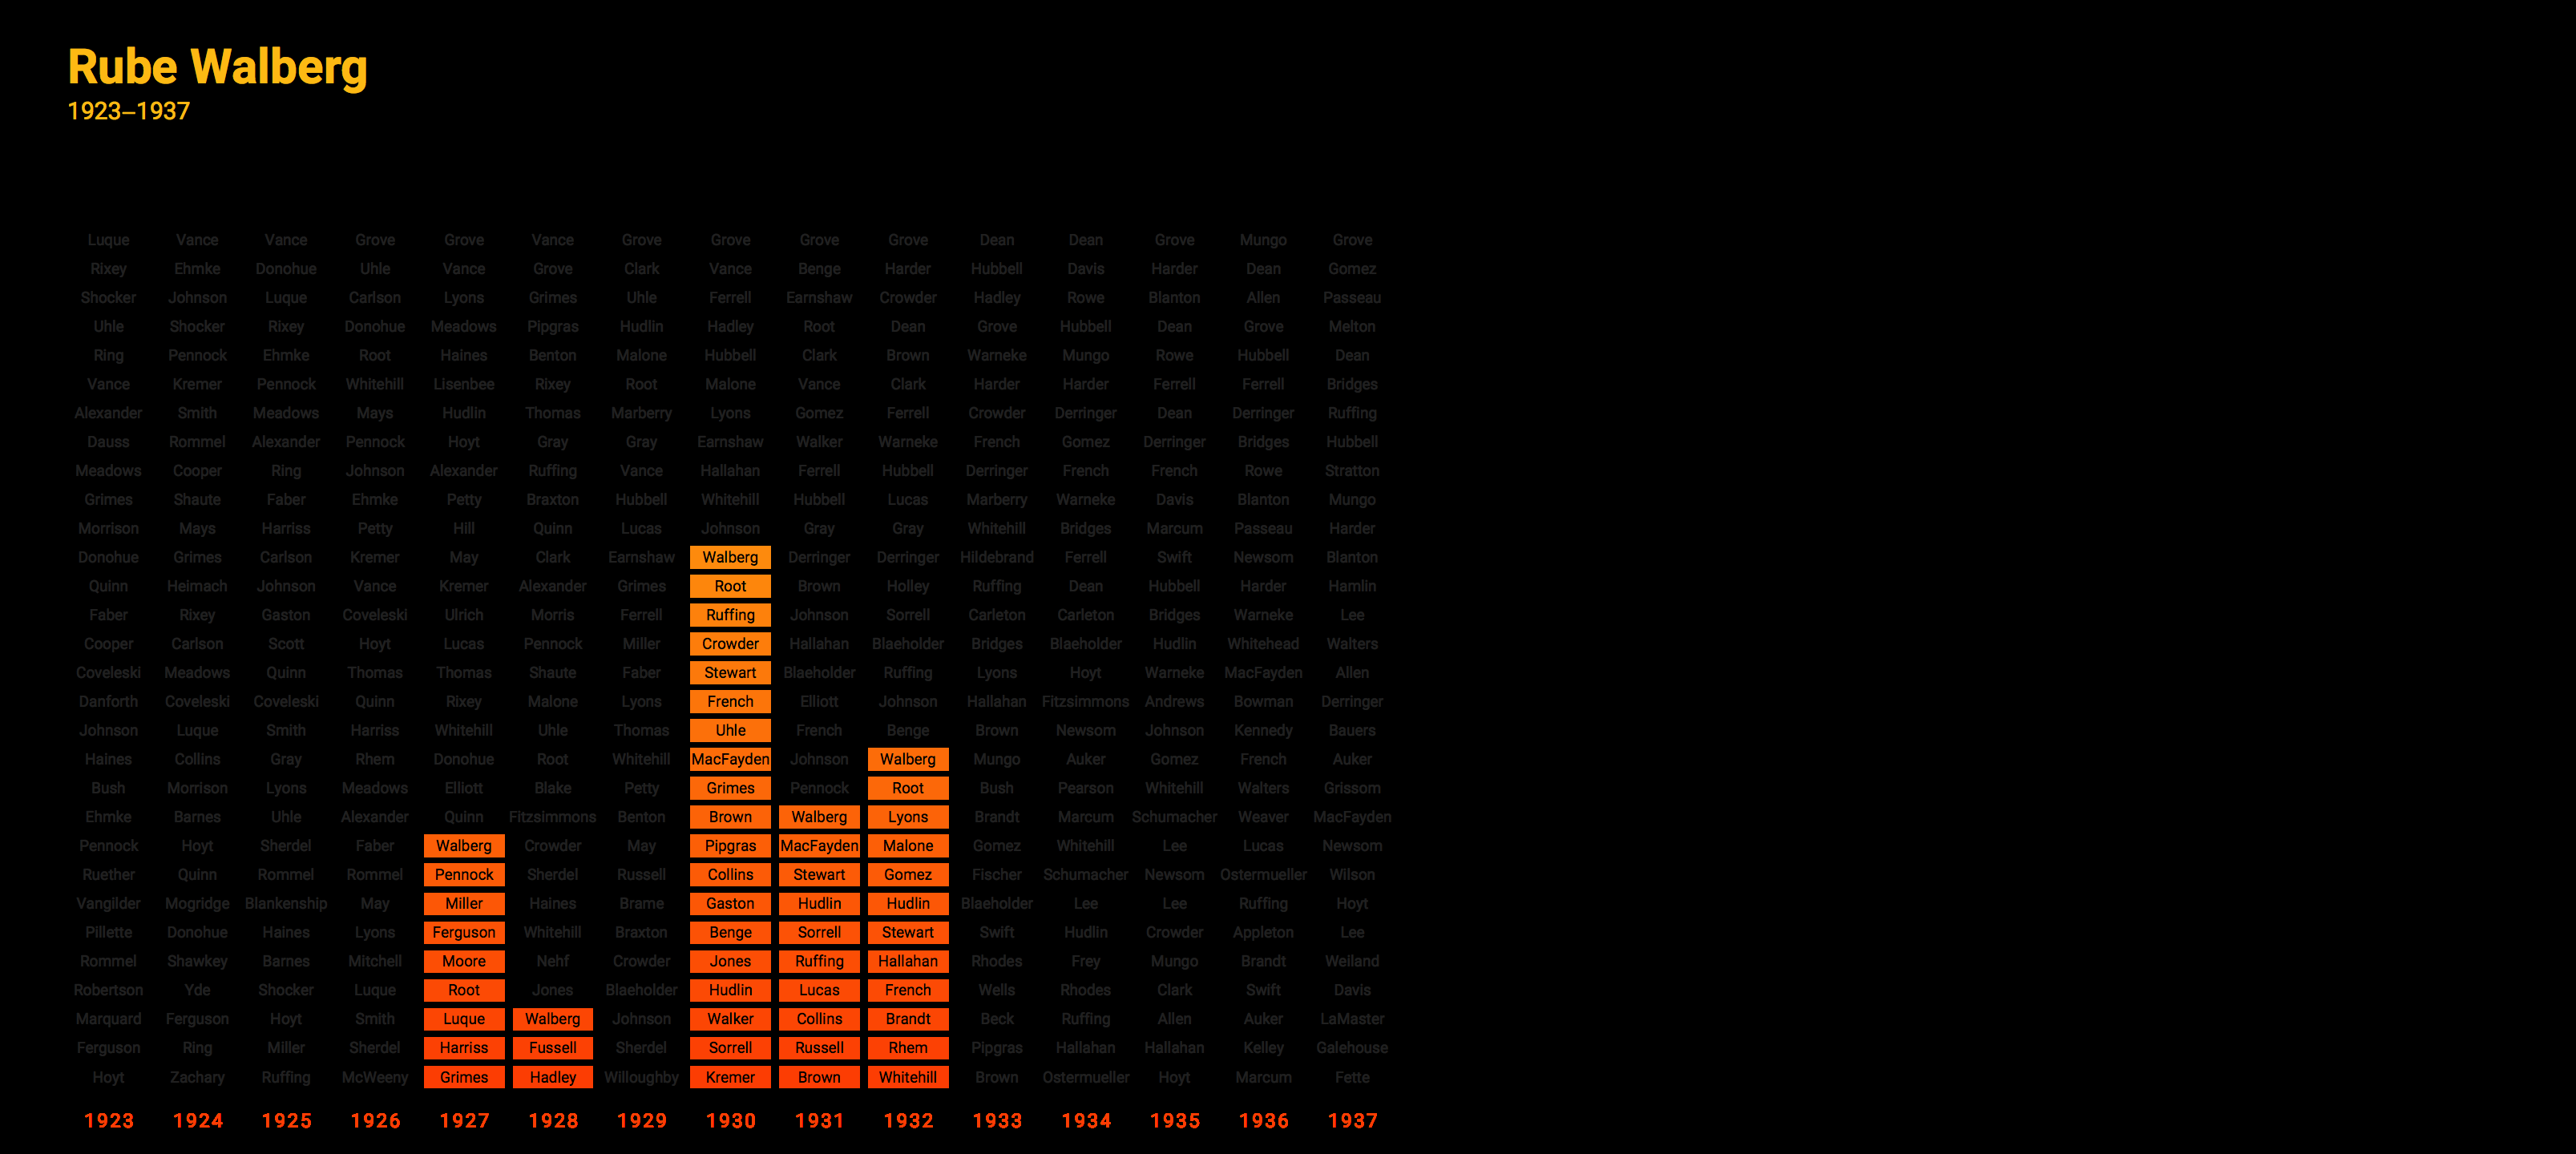 Rube Walberg
1923–1937
Luque Vance Vance Grove Grove Vance Grove Grove Grove Grove Dean Dean Grove Mungo Grove
Rixey Ehmke Donohue Uhle Vance Grove Clark Vance Benge Harder Hubbell Davis Harder Dean Gomez
Shocker Johnson Luque Carlson Lyons Grimes Uhle Ferrell Earnshaw Crowder Hadley Rowe Blanton Allen Passeau
Uhle Shocker Rixey Donohue Meadows Pipgras Hudlin Hadley Root Dean Grove Hubbell Dean Grove Melton
Ring Pennock Ehmke Root Haines Benton Malone Hubbell Clark Brown Warneke Mungo Rowe Hubbell Dean
Vance Kremer Pennock Whitehill Lisenbee Rixey Root Malone Vance Clark Harder Harder Ferrell Ferrell Bridges
Alexander Smith Meadows Mays Hudlin Thomas Marberry Lyons Gomez Ferrell Crowder Derringer Dean Derringer Ruffing
Dauss Rommel Alexander Pennock Hoyt Gray Gray Earnshaw Walker Warneke French Gomez Derringer Bridges Hubbell
Meadows Cooper Ring Johnson Alexander Ruffing Vance Hallahan Ferrell Hubbell Derringer French French Rowe Stratton
Grimes Shaute Faber Ehmke Petty Braxton Hubbell Whitehill Hubbell Lucas Marberry Warneke Davis Blanton Mungo
Morrison Mays Harriss Petty Hill Quinn Lucas Johnson Gray Gray Whitehill Bridges Marcum Passeau Harder
Donohue Grimes Carlson Kremer May Clark Earnshaw Walberg Derringer Derringer Hildebrand Ferrell Swift Newsom Blanton
Quinn Heimach Johnson Vance Kremer Alexander Grimes Root Brown Holley Ruffing Dean Hubbell Harder Hamlin
Faber Rixey Gaston Coveleski Ulrich Morris Ferrell Ruffing Johnson Sorrell Carleton Carleton Bridges Warneke Lee
Cooper Carlson Scott Hoyt Lucas Pennock Miller Crowder Hallahan Blaeholder Bridges Blaeholder Hudlin Whitehead Walters
Coveleski Meadows Quinn Thomas Thomas Shaute Faber Stewart Blaeholder Ruffing Lyons Hoyt Warneke MacFayden Allen
Danforth Coveleski Coveleski Quinn Rixey Malone Lyons French Elliott Johnson Hallahan Fitzsimmons Andrews Bowman Derringer
Johnson Luque Smith Harriss Whitehill Uhle Thomas Uhle French Benge Brown Newsom Johnson Kennedy Bauers
Haines Collins Gray Rhem Donohue Root Whitehill MacFayden Johnson Walberg Mungo Auker Gomez French Auker
Bush Morrison Lyons Meadows Elliott Blake Petty Grimes Pennock Root Bush Pearson Whitehill Walters Grissom
Ehmke Barnes Uhle Alexander Quinn Fitzsimmons Benton Brown Walberg Lyons Brandt Marcum Schumacher Weaver MacFayden
Pennock Hoyt Sherdel Faber Walberg Crowder May Pipgras MacFayden Malone Gomez Whitehill Lee Lucas Newsom
Ruether Quinn Rommel Rommel Pennock Sherdel Russell Collins Stewart Gomez Fischer Schumacher Newsom Ostermueller Wilson
Vangilder Mogridge Blankenship May Miller Haines Brame Gaston Hudlin Hudlin Blaeholder Lee Lee Ruffing Hoyt
Pillette Donohue Haines Lyons Ferguson Whitehill Braxton Benge Sorrell Stewart Swift Hudlin Crowder Appleton Lee
Rommel Shawkey Barnes Mitchell Moore Nehf Crowder Jones Ruffing Hallahan Rhodes Frey Mungo Brandt Weiland
Robertson Yde Shocker Luque Root Jones Blaeholder Hudlin Lucas French Wells Rhodes Clark Swift Davis
Marquard Ferguson Hoyt Smith Luque Walberg Johnson Walker Collins Brandt Beck Ruffing Allen Auker LaMaster
Ferguson Ring Miller Sherdel Harriss Fussell Sherdel Sorrell Russell Rhem Pipgras Hallahan Hallahan Kelley Galehouse
Hoyt Zachary Ruffing McWeeny Grimes Hadley Willoughby Kremer Brown Whitehill Brown Ostermueller Hoyt Marcum Fette
1923 1924 1925 1926 1927 1928 1929 1930 1931 1932 1933 1934 1935 1936 1937